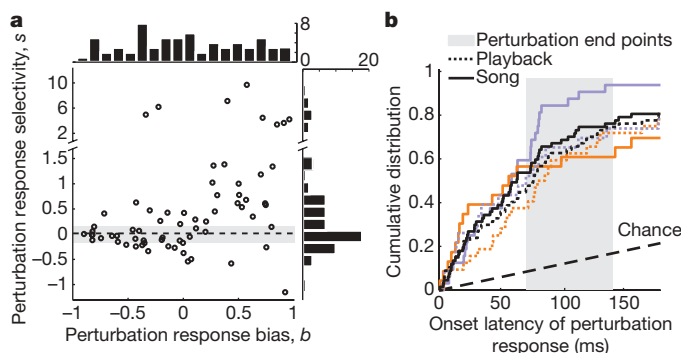 a
8
0
0
20
Perturbation response selectivity, s
10
6
2
1.5
1
0.5
0
−0.5
−1
−1
−0.5
0
0.5
1
Perturbation response bias, b
b
Perturbation end points
Playback
Song
Cumulative distribution
1
0.8
0.6
0.4
0.2
0
Chance
0
50
100
150
Onset latency of perturbation
response (ms)